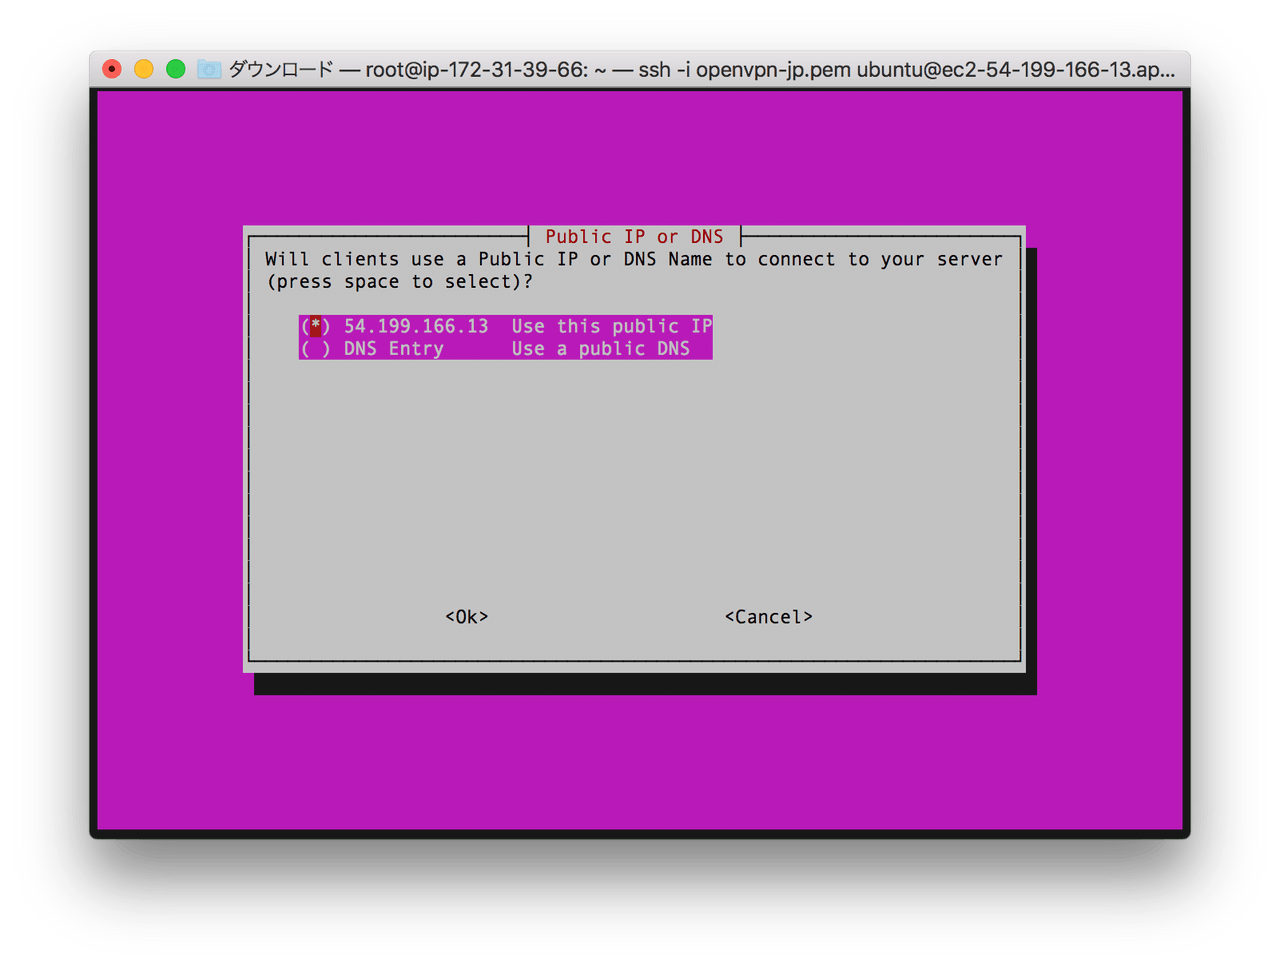 ダウンロード — root@ip-172-31-39-66: ~ — ssh -i openvpn-jp.pem ubuntu@ec2-54-199-166-13.ap...
Public IP or DNS
Will clients use a Public IP or DNS Name to connect to your server
(press space to select)?
(*) 54.199.166.13 Use this public IP
( ) DNS Entry Use a public DNS
<Ok> <Cancel>